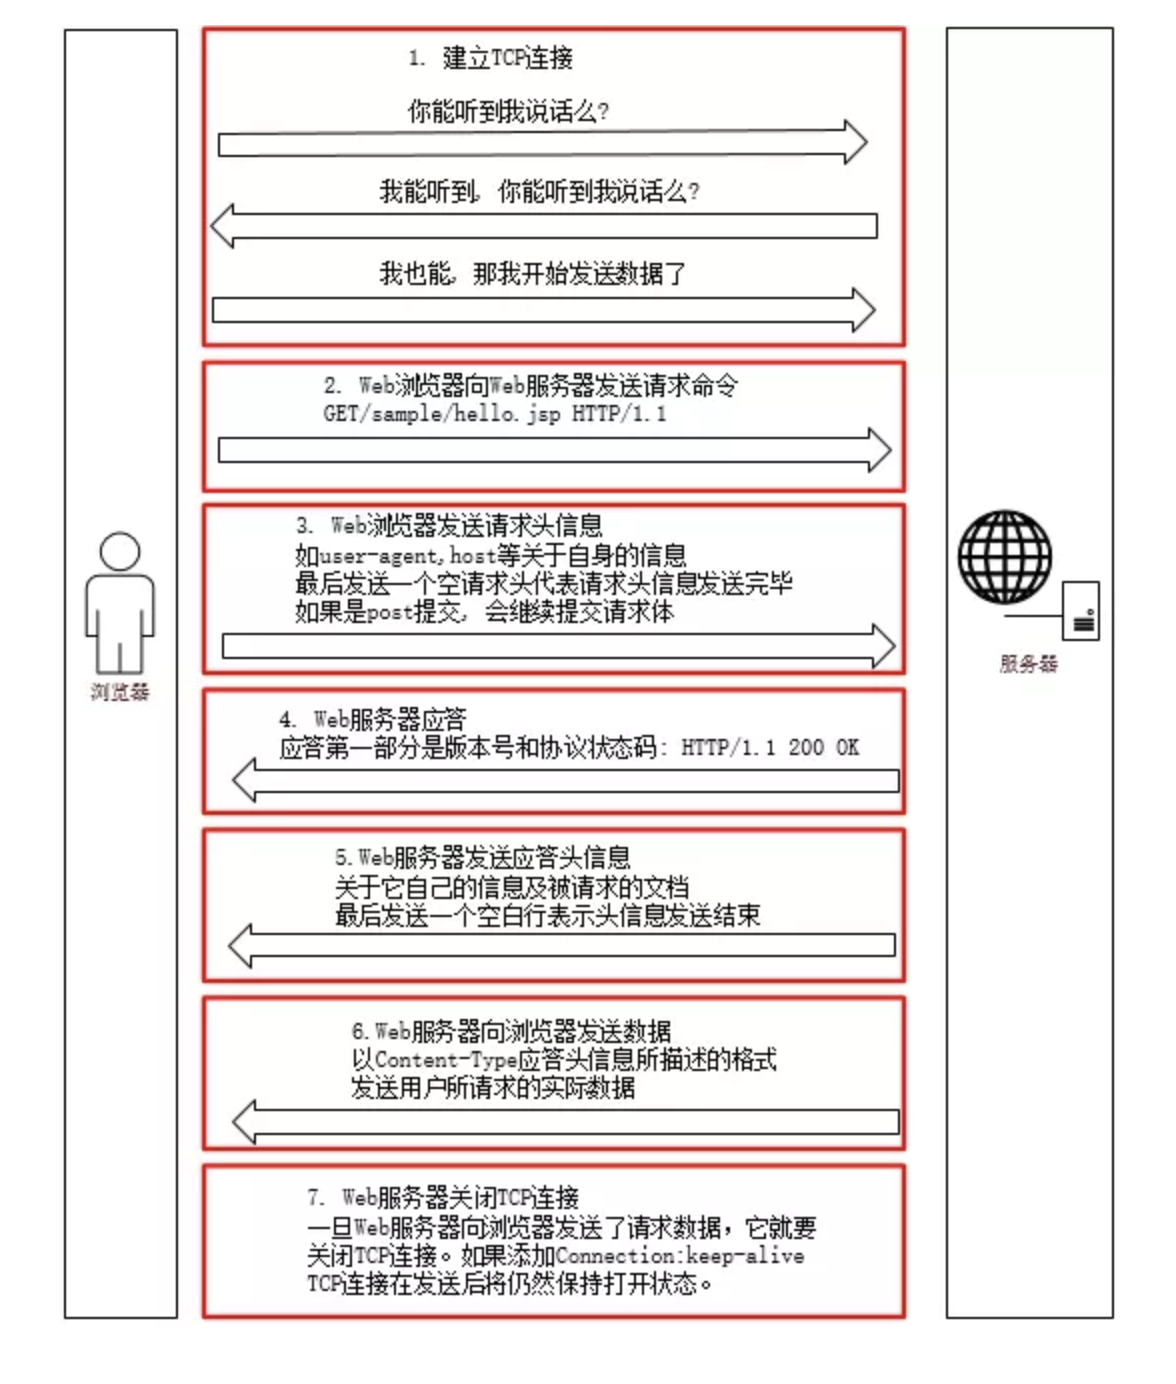 1. 建立TCP连接
你能听到我说话么?
我能听到, 你能听到我说话么?
我也能, 那我开始发送数据了
2. Web浏览器向Web服务器发送请求命令
GET/sample/hello.jsp HTTP/1.1
3. Web浏览器发送请求头信息
如user-agent,host等关于自身的信息
最后发送一个空请求头代表请求头信息发送完毕
如果是post提交, 会继续提交请求体
浏览器
服务器
4. Web服务器应答
应答第一部分是版本号和协议状态码: HTTP/1.1 200 OK
5.Web服务器发送应答头信息
关于它自己的信息及被请求的文档
最后发送一个空白行表示头信息发送结束
6.Web服务器向浏览器发送数据
以Content-Type应答头信息所描述的格式
发送用户所请求的实际数据
7. Web服务器关闭TCP连接
一旦Web服务器向浏览器发送了请求数据，它就要
关闭TCP连接。如果添加Connection:keep-alive
TCP连接在发送后将仍然保持打开状态。